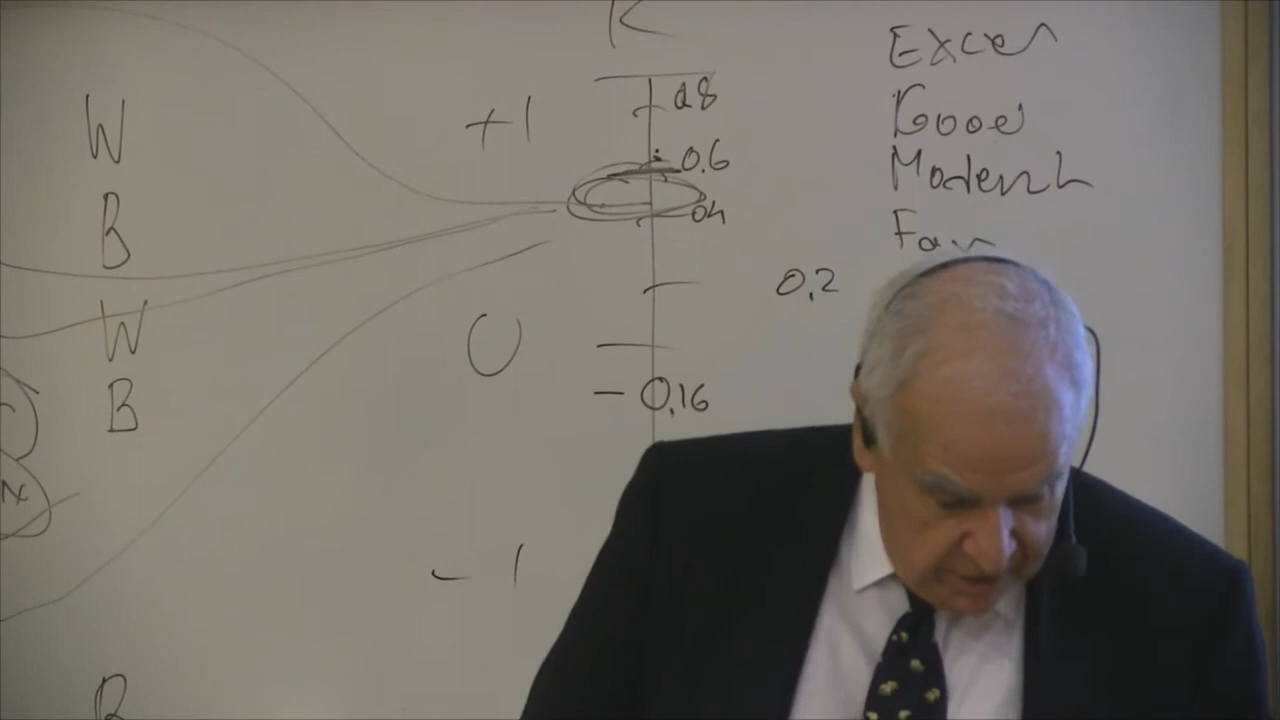 K
Excel
W +1 0.8 Good
0.6 Moderate
B 0.4 Fair
0.2
W 0
B - 0.16
- 1
B